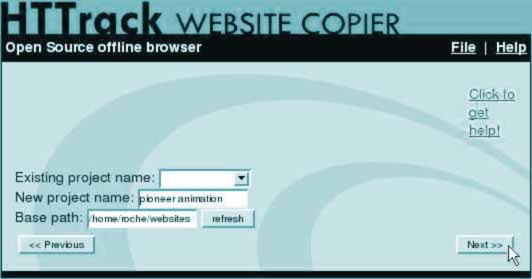 HTTrack WEBSITE COPIER
Open Source offline browser
File | Help
Click to
get
help!
Existing project name:
New project name: pioneer animation
Base path: /home/roche/websites refresh
<< Previous
Next >>